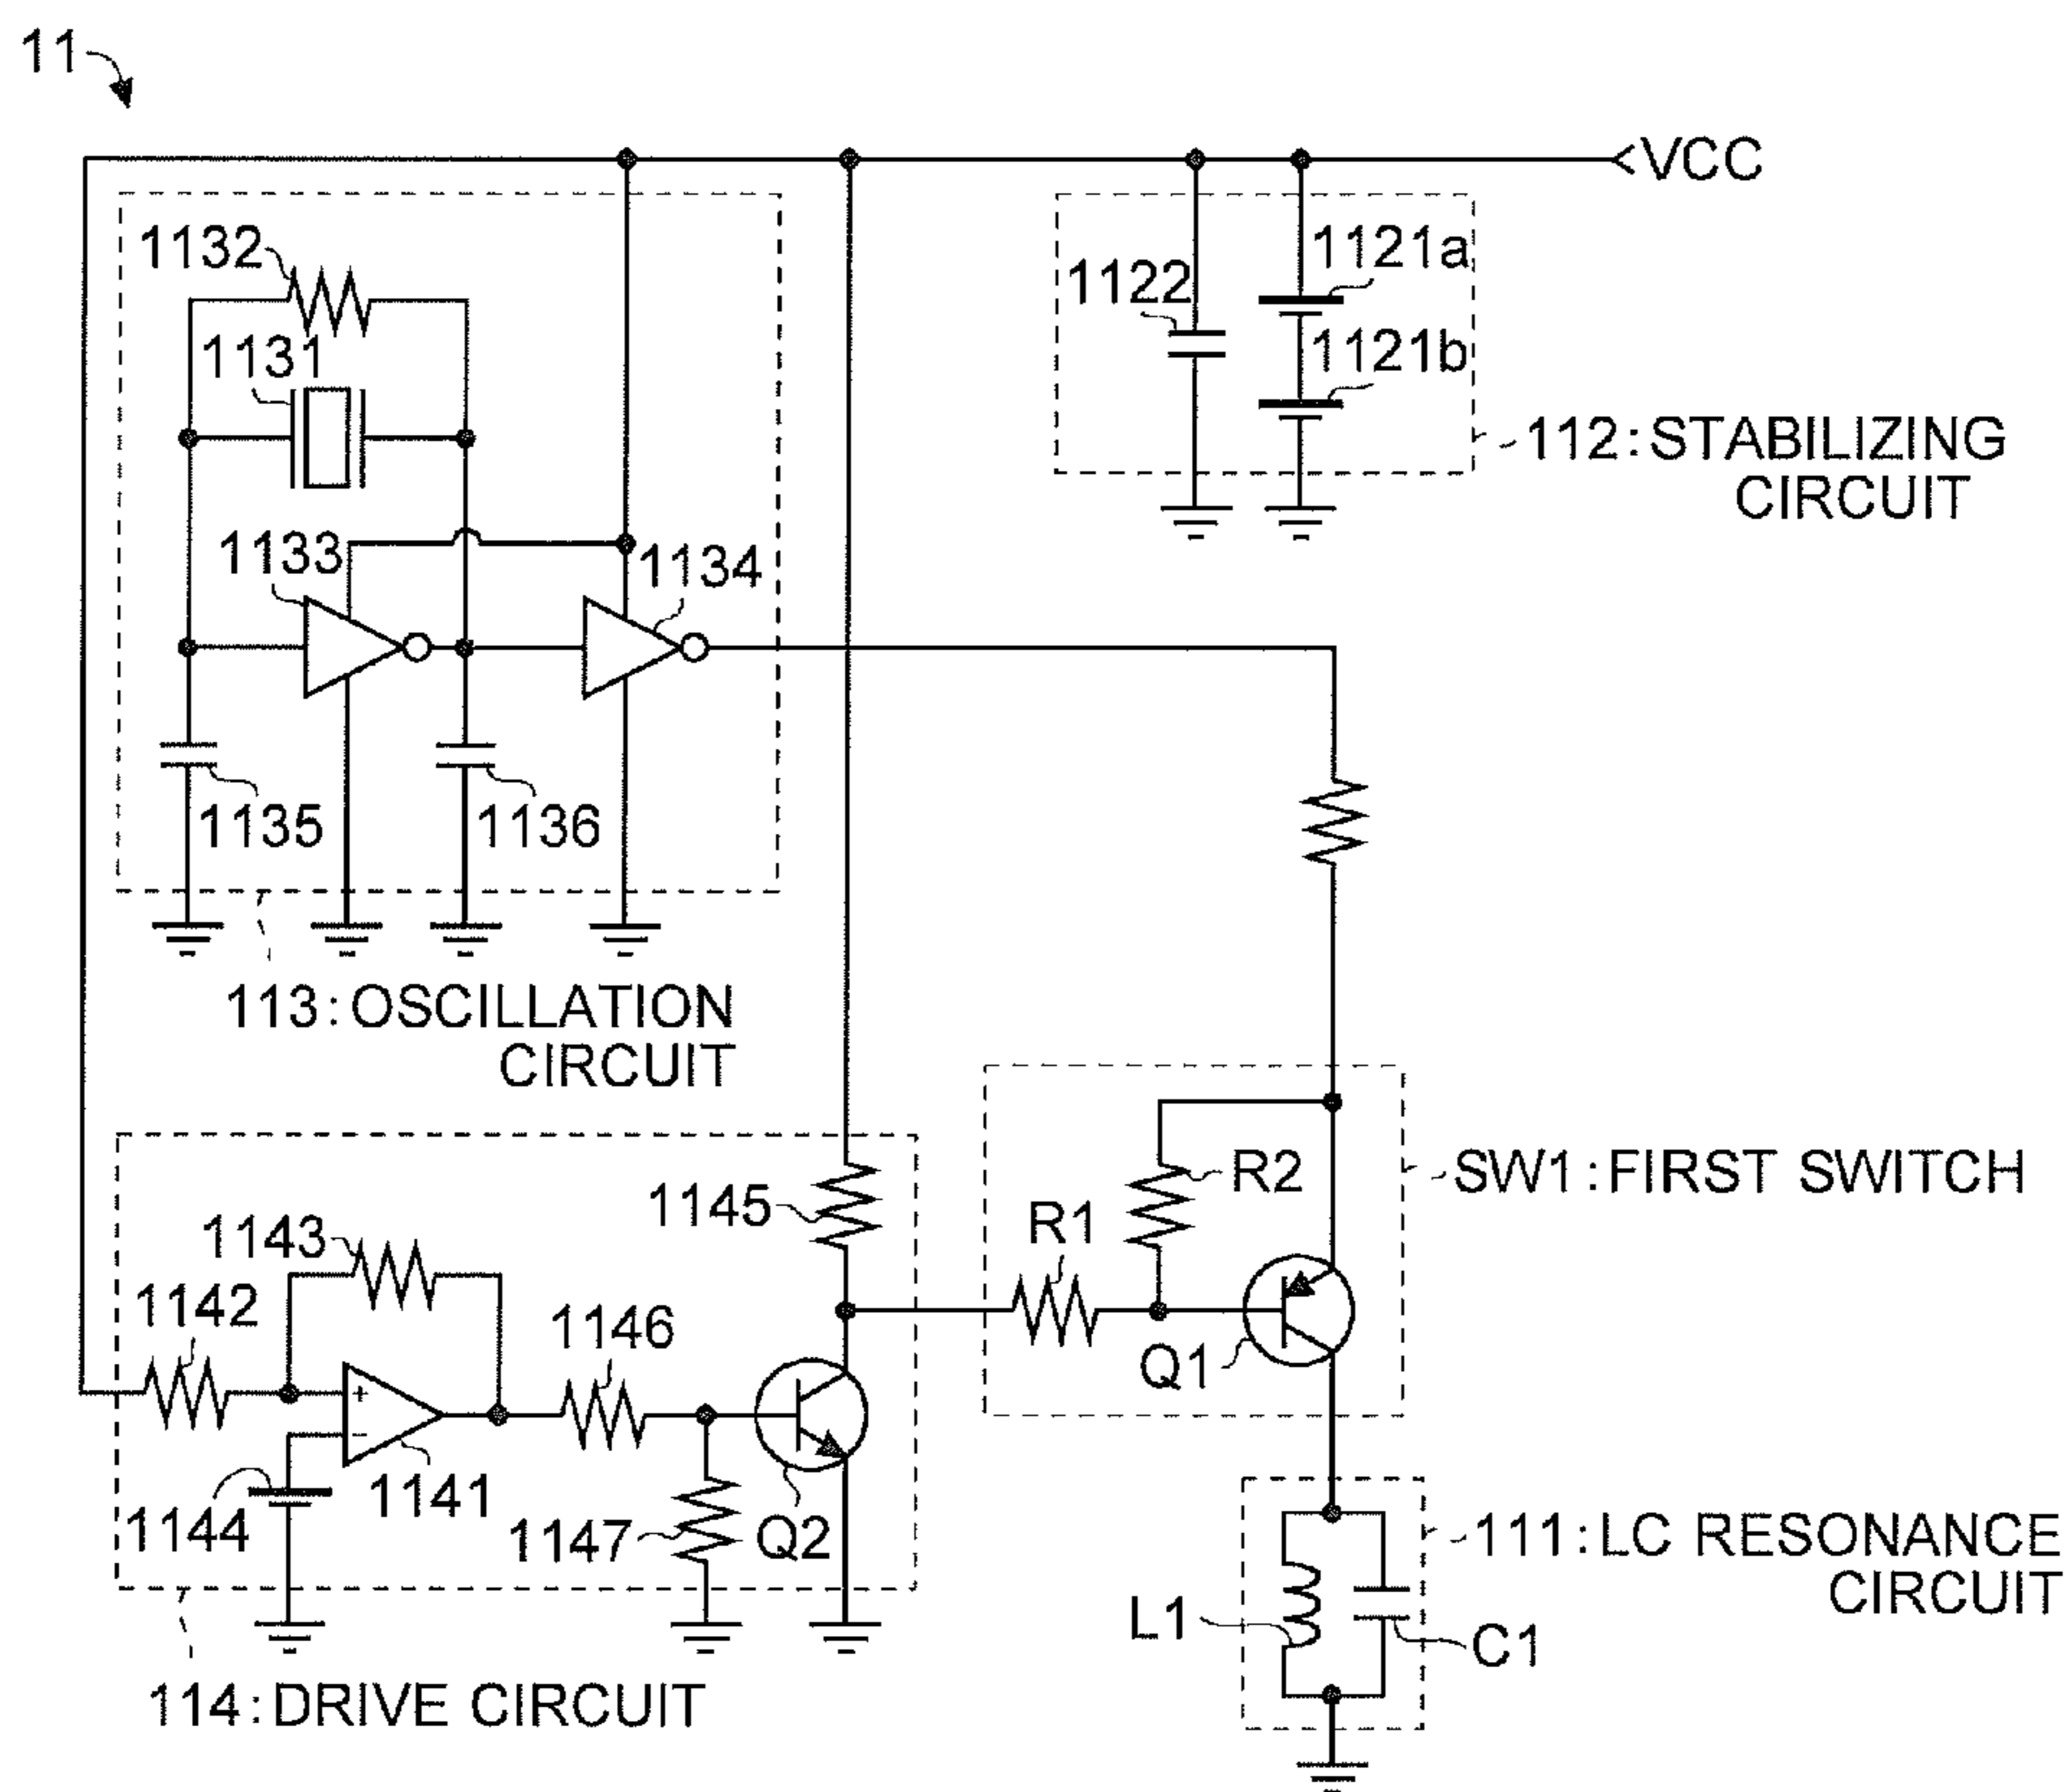 11
<VCC
1132
1131
1133
1134
1135
1136
113:OSCILLATION
CIRCUIT
1122
1121a
1121b
112:STABILIZING
CIRCUIT
1145
1143
1142
1146
+
−
1141
1144
1147
Q2
114:DRIVE CIRCUIT
R2
R1
Q1
SW1:FIRST SWITCH
L1
C1
111:LC RESONANCE
CIRCUIT